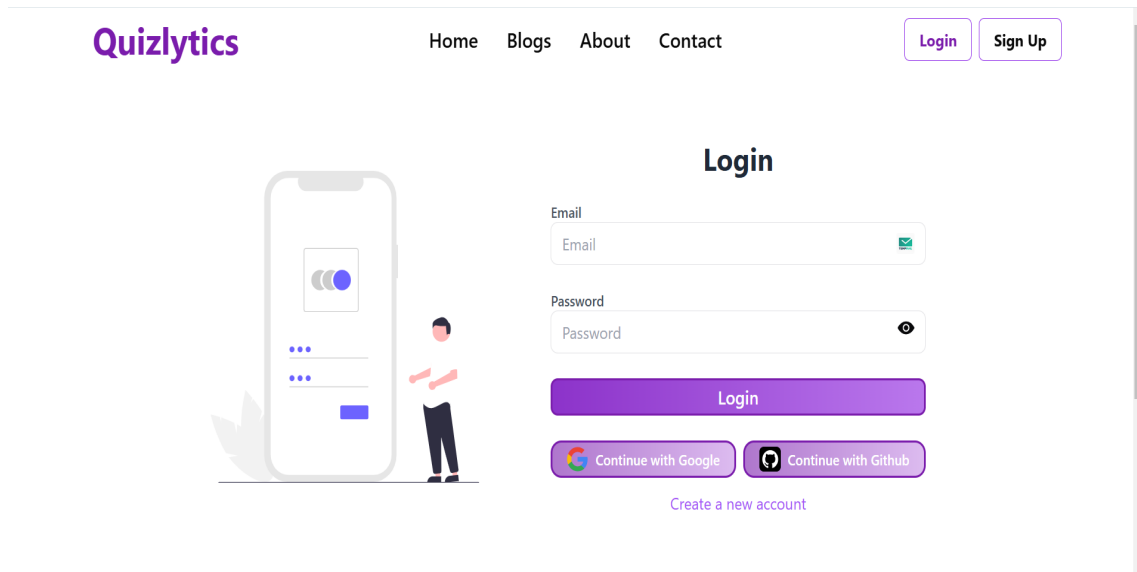 Quizlytics Home Blogs About Contact Login Sign Up
Login
Email
Email
Password
Password
Login
Continue with Google Continue with Github
Create a new account